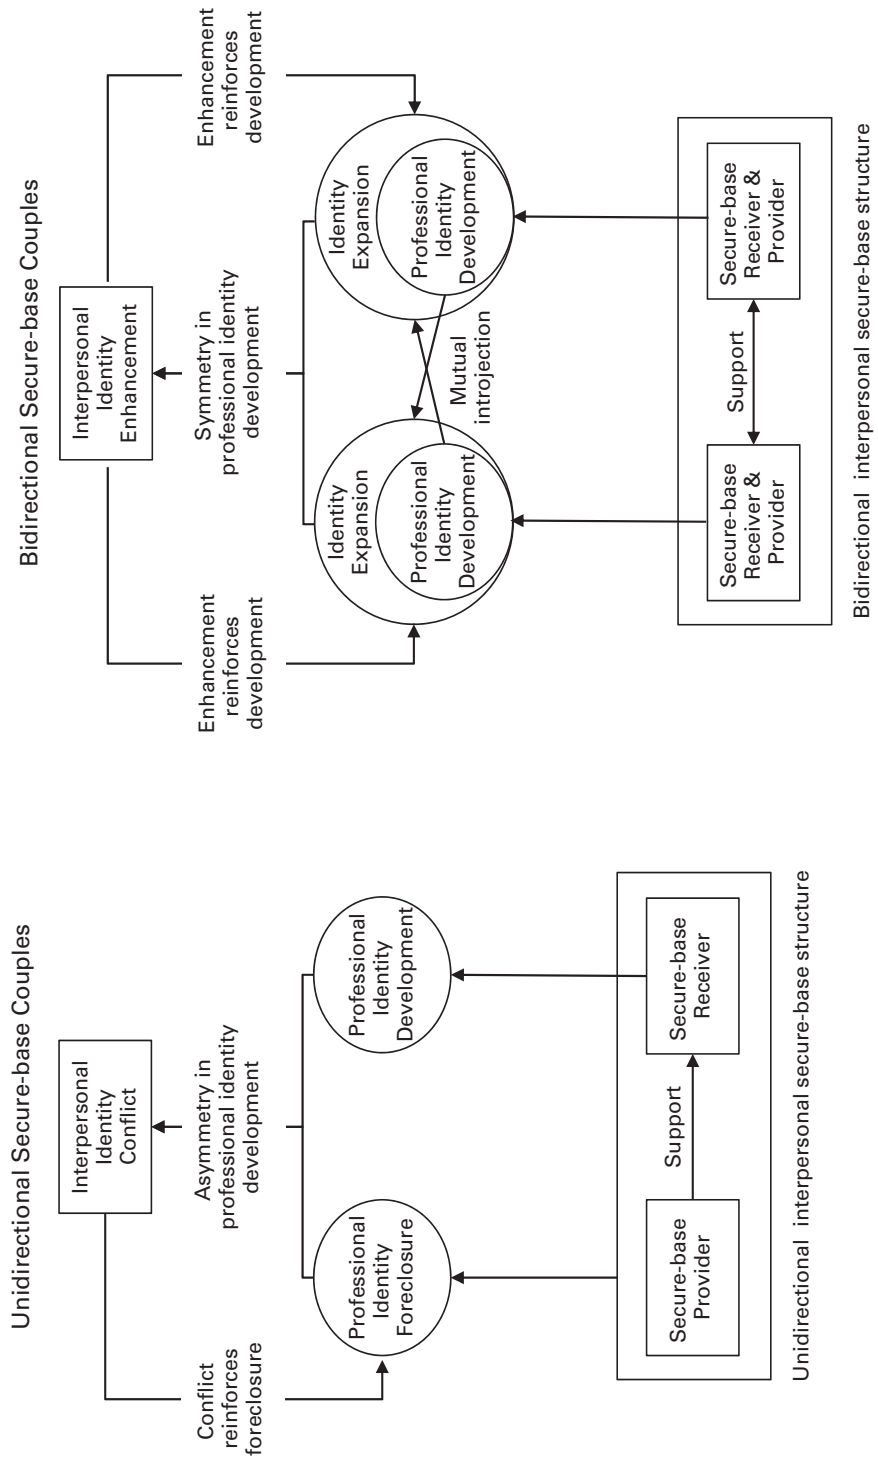 Unidirectional Secure-base Couples
Interpersonal
Identity
Conflict
Conflict
reinforces
foreclosure
Asymmetry in
professional identity
development
Professional
Identity
Foreclosure
Professional
Identity
Development
Secure-base
Provider
Support
Secure-base
Receiver
Unidirectional interpersonal secure-base structure
Bidirectional Secure-base Couples
Interpersonal
Identity
Enhancement
Enhancement
reinforces
development
Symmetry in
professional identity
development
Enhancement
reinforces
development
Identity
Expansion
Professional
Identity
Development
Mutual
introjection
Identity
Expansion
Professional
Identity
Development
Secure-base
Receiver &
Provider
Support
Secure-base
Receiver &
Provider
Bidirectional interpersonal secure-base structure